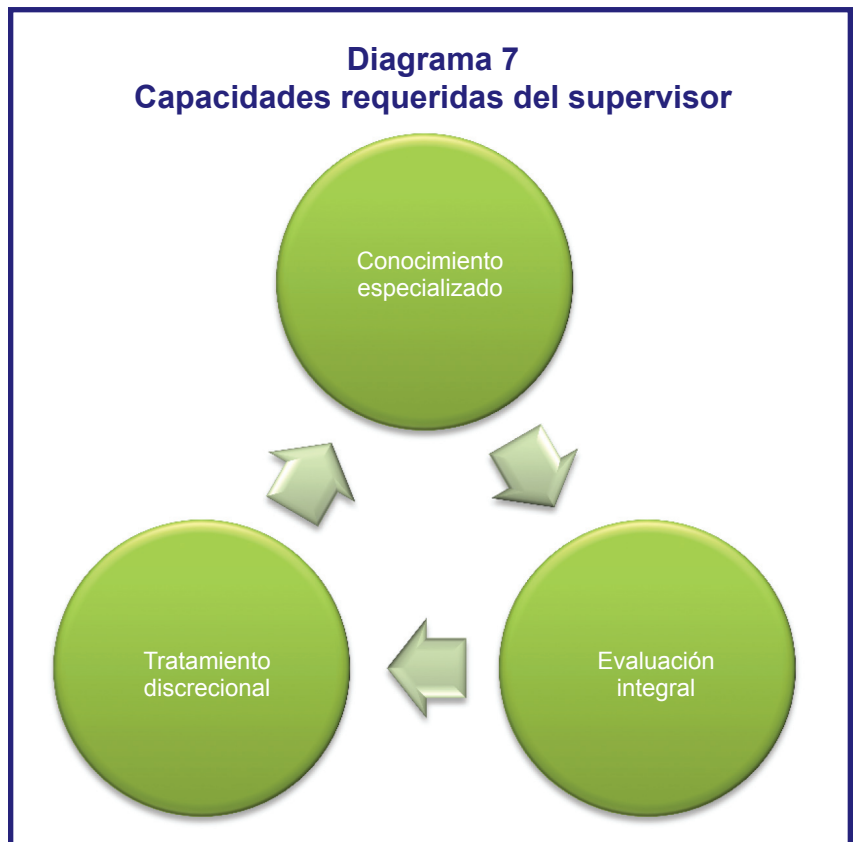 Diagrama 7
Capacidades requeridas del supervisor
Conocimiento
especializado
Tratamiento
discrecional
Evaluación
integral